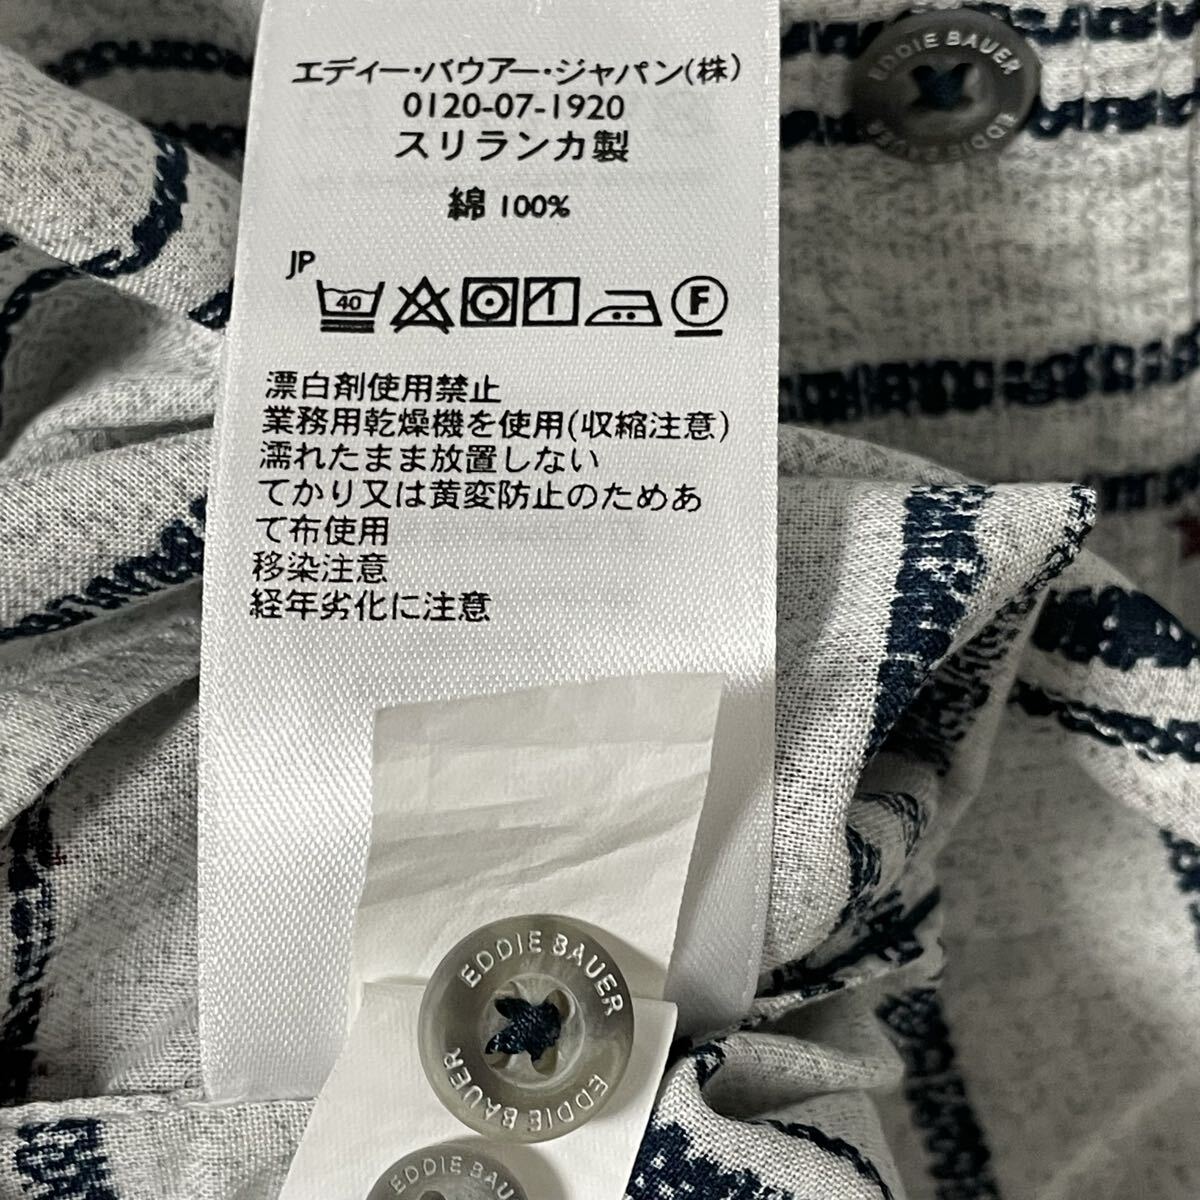 エディー・バウアー・ジャパン(株)
0120-07-1920
スリランカ製
綿 100%
JP
40
F
漂白剤使用禁止
業務用乾燥機を使用(収縮注意)
濡れたまま放置しない
てかり又は黄変防止のためあ
て布使用
移染注意
経年劣化に注意
EDDIE BAUER
EDDIE BAUER
EDDIE BAUER
EDDIE BAUER
EDDIE BAUER